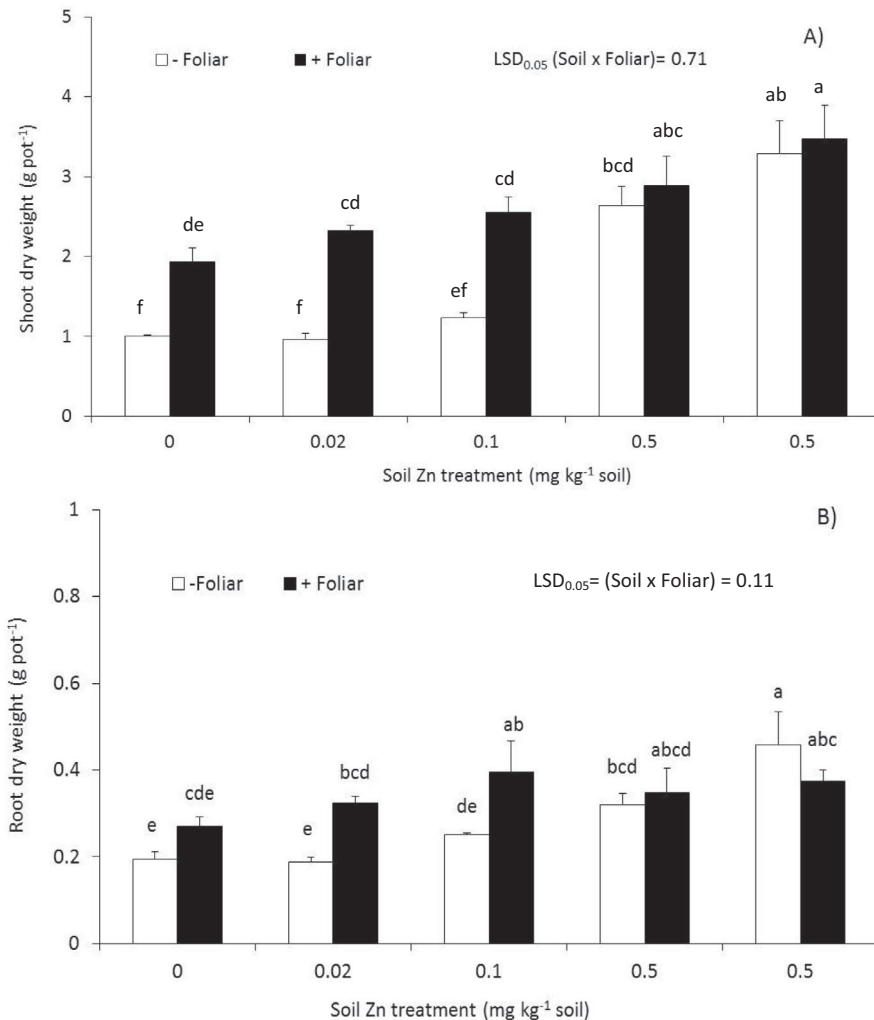 5
A)
- Foliar + Foliar LSD0.05 (Soil x Foliar)= 0.71
4
ab a
abc
3
bcd
cd cd
de
2
ef
f f
1
0
0 0.02 0.1 0.5 0.5
Shoot dry weight (g pot-1)
Soil Zn treatment (mg kg-1 soil)
1
B)
-Foliar + Foliar LSD0.05= (Soil x Foliar) = 0.11
0.8
0.6
a
ab
abc
abcd
0.4
bcd bcd
cde
de
e e
0.2
0
0 0.02 0.1 0.5 0.5
Root dry weight (g pot-1)
Soil Zn treatment (mg kg-1 soil)